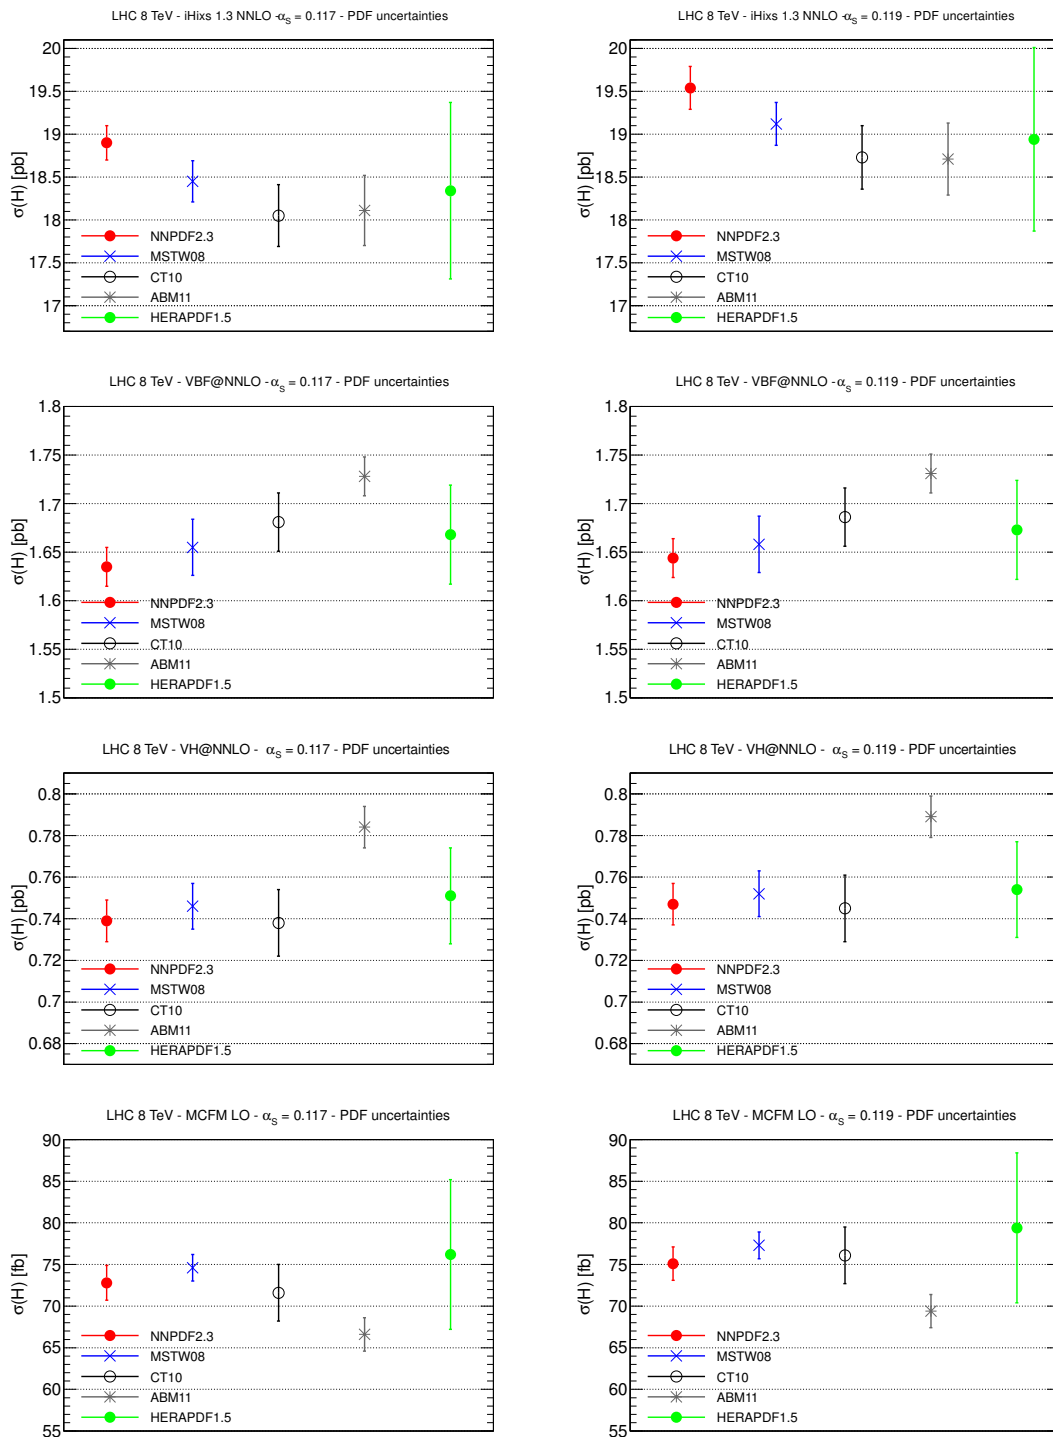 LHC 8 TeV - iHixs 1.3 NNLO -αS = 0.117 - PDF uncertainties
σ(H) [pb]
20
19.5
19
18.5
18
17.5
17
NNPDF2.3
MSTW08
CT10
ABM11
HERAPDF1.5
LHC 8 TeV - iHixs 1.3 NNLO -αS = 0.119 - PDF uncertainties
σ(H) [pb]
20
19.5
19
18.5
18
17.5
17
NNPDF2.3
MSTW08
CT10
ABM11
HERAPDF1.5
LHC 8 TeV - VBF@NNLO - αS = 0.117 - PDF uncertainties
σ(H) [pb]
1.8
1.75
1.7
1.65
1.6
1.55
1.5
NNPDF2.3
MSTW08
CT10
ABM11
HERAPDF1.5
LHC 8 TeV - VBF@NNLO - αS = 0.119 - PDF uncertainties
σ(H) [pb]
1.8
1.75
1.7
1.65
1.6
1.55
1.5
NNPDF2.3
MSTW08
CT10
ABM11
HERAPDF1.5
LHC 8 TeV - VH@NNLO - αS = 0.117 - PDF uncertainties
σ(H) [pb]
0.8
0.78
0.76
0.74
0.72
0.7
0.68
NNPDF2.3
MSTW08
CT10
ABM11
HERAPDF1.5
LHC 8 TeV - VH@NNLO - αS = 0.119 - PDF uncertainties
σ(H) [pb]
0.8
0.78
0.76
0.74
0.72
0.7
0.68
NNPDF2.3
MSTW08
CT10
ABM11
HERAPDF1.5
LHC 8 TeV - MCFM LO - αS = 0.117 - PDF uncertainties
σ(H) [fb]
90
85
80
75
70
65
60
55
NNPDF2.3
MSTW08
CT10
ABM11
HERAPDF1.5
LHC 8 TeV - MCFM LO - αS = 0.119 - PDF uncertainties
σ(H) [fb]
90
85
80
75
70
65
60
55
NNPDF2.3
MSTW08
CT10
ABM11
HERAPDF1.5